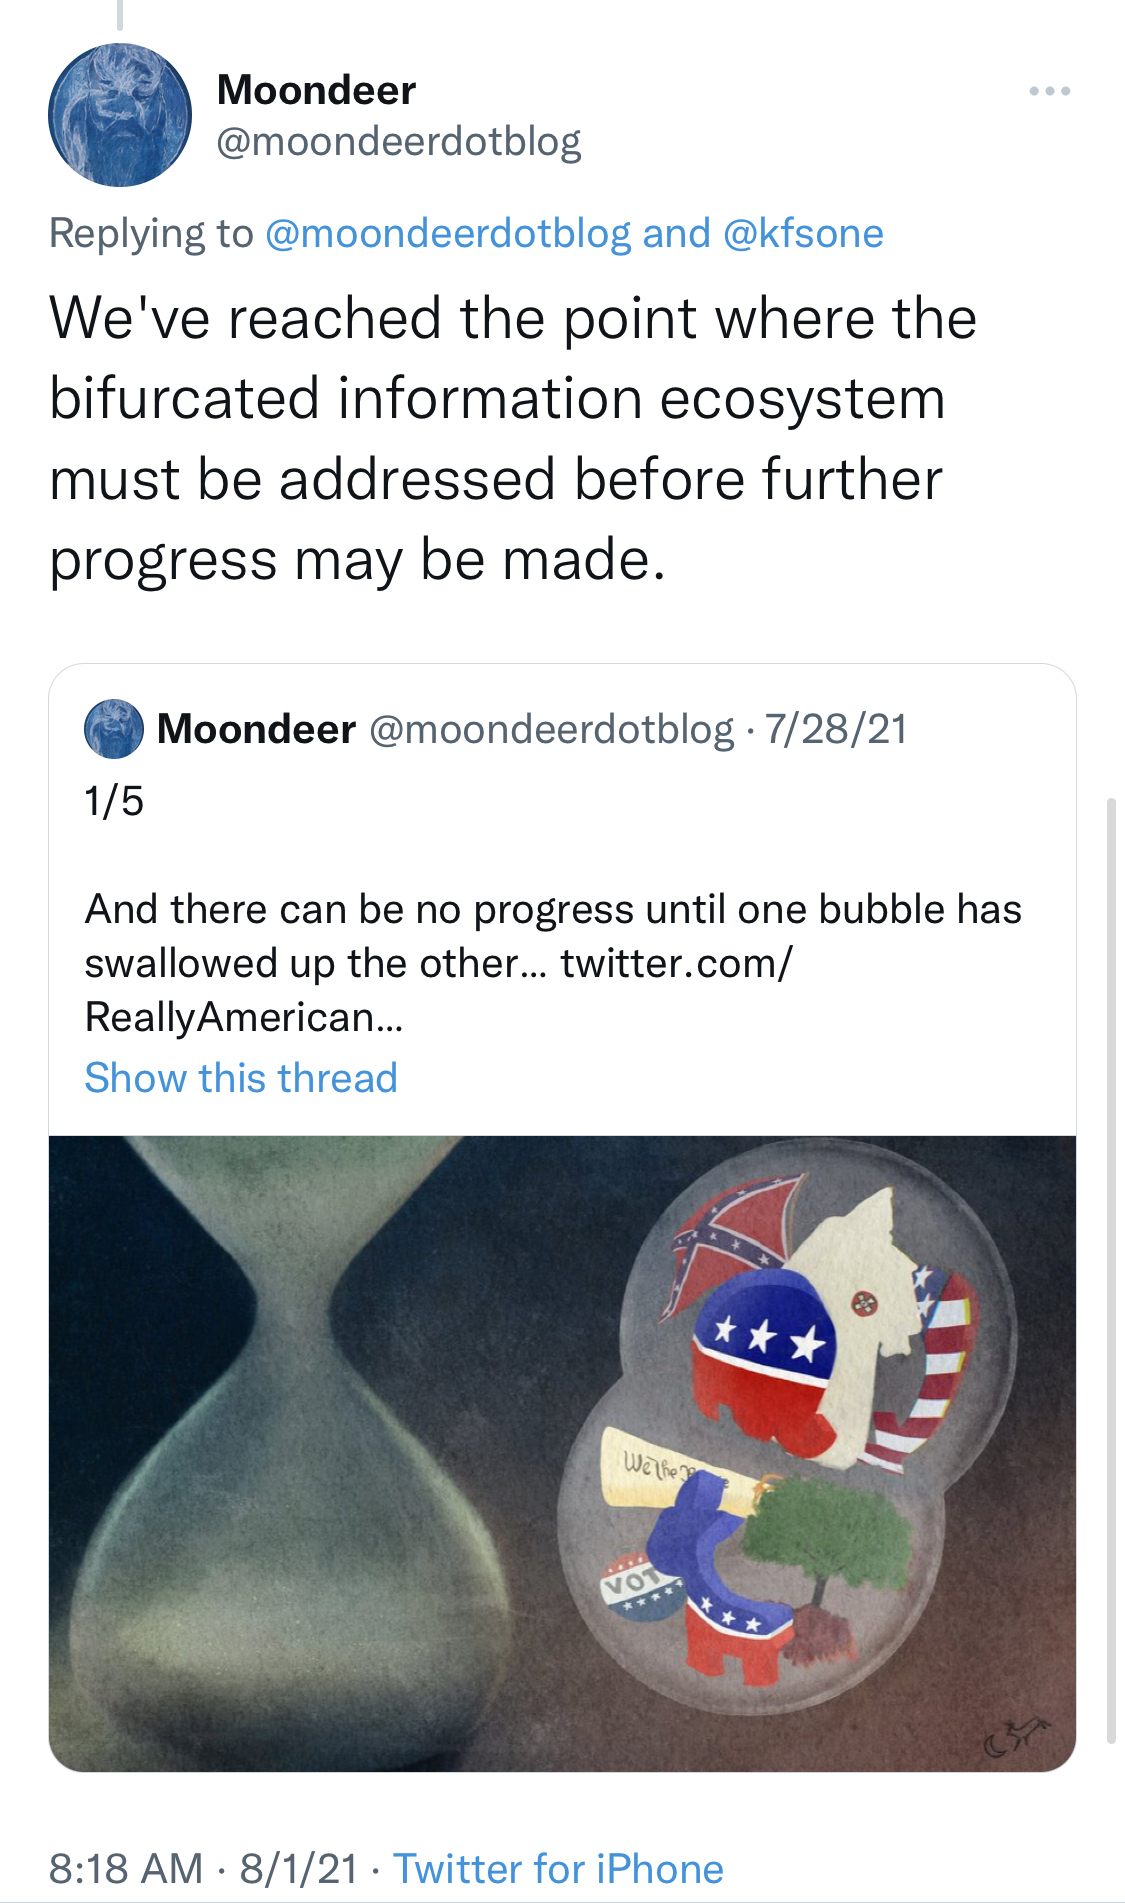 Moondeer
@moondeerdotblog
Replying to @moondeerdotblog and @kfsone
We've reached the point where the
bifurcated information ecosystem
must be addressed before further
progress may be made.
Moondeer @moondeerdotblog · 7/28/21
1/5
And there can be no progress until one bubble has
swallowed up the other... twitter.com/
ReallyAmerican...
Show this thread
We the
VOT
8:18 AM · 8/1/21 · Twitter for iPhone